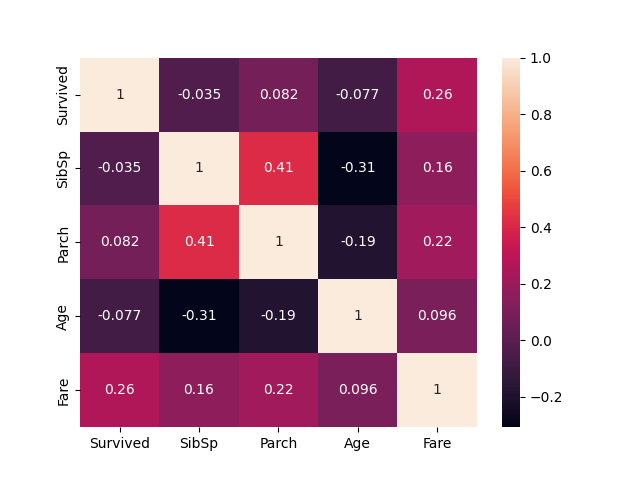 Survived 1 -0.035 0.082 -0.077 0.26
SibSp -0.035 1 0.41 -0.31 0.16
Parch 0.082 0.41 1 -0.19 0.22
Age -0.077 -0.31 -0.19 1 0.096
Fare 0.26 0.16 0.22 0.096 1
Survived SibSp Parch Age Fare
1.0
0.8
0.6
0.4
0.2
0.0
−0.2